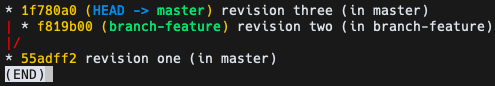 * 1f780a0 (HEAD -> master) revision three (in master)
| * f819b00 (branch-feature) revision two (in branch-feature)
|/
* 55adff2 revision one (in master)
(END)